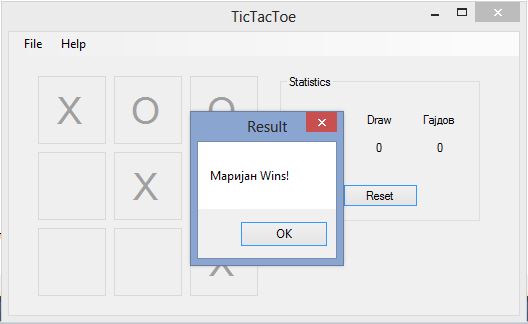 TicTacToe
File Help
Statistics
X O O
Draw Гајдов
Result
0 0
Маријан Wins!
X
Reset
OK
X